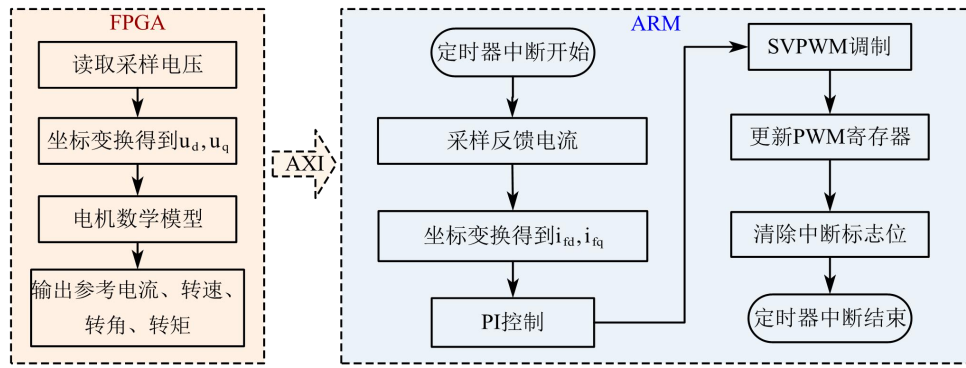 FPGA
读取采样电压
坐标变换得到u_d,u_q
电机数学模型
输出参考电流、转速、
转角、转矩
AXI
ARM
定时器中断开始
采样反馈电流
坐标变换得到i_fd,i_fq
PI控制
SVPWM调制
更新PWM寄存器
清除中断标志位
定时器中断结束